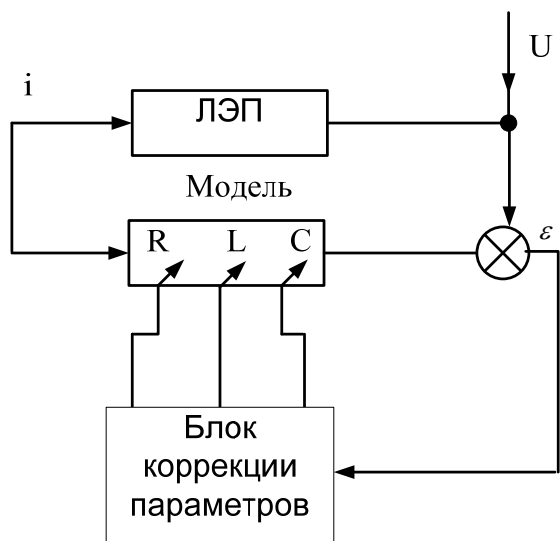 U
i
ЛЭП
Модель
R L C
ε
Блок
коррекции
параметров